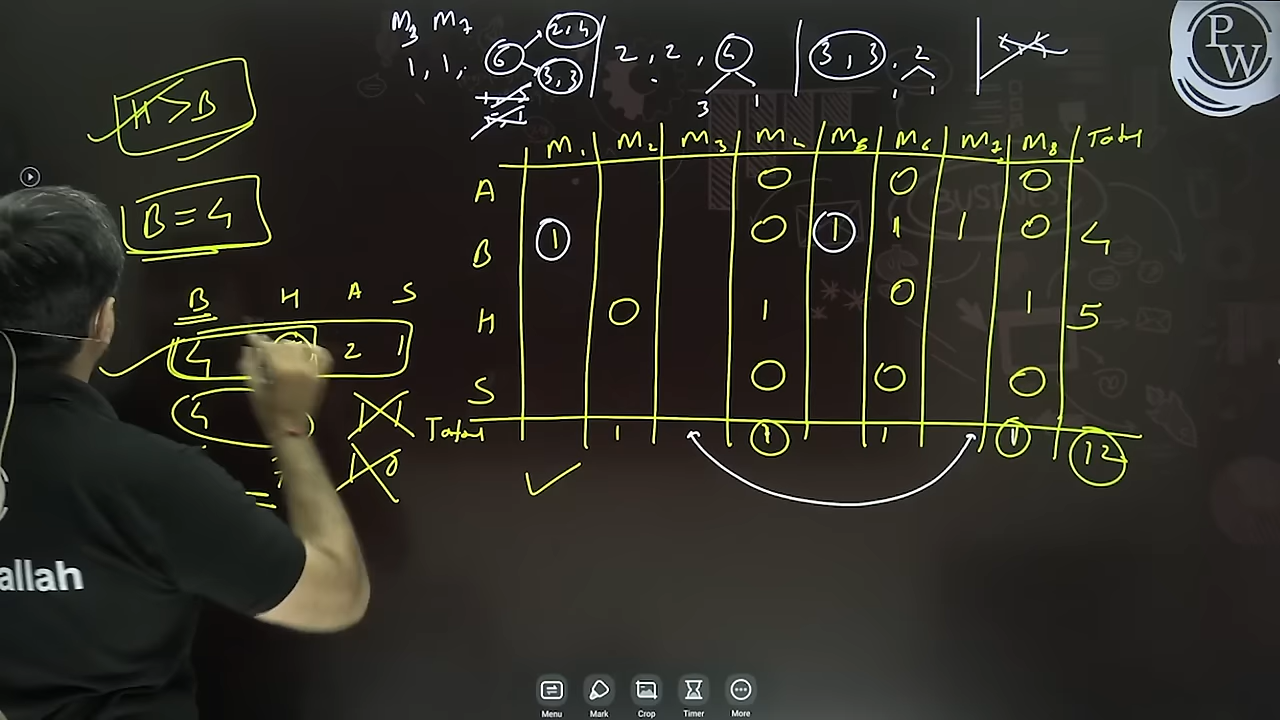 M3 M7
1, 1, 6 2,4 | 2, 2, 6 | 3,3, 2
3,3
3 1 1 1
PW
H > B
B = 4
M1 M2 M3 M4 M5 M6 M7 M8 Total
A 0 0 0
B 1 0 1 1 1 0 4
H 0 1 0 1 5
S 0 0 0
Total 1 1 1 1 12
B H A S
4 2 1
4
allah
Menu Mark Crop Timer More